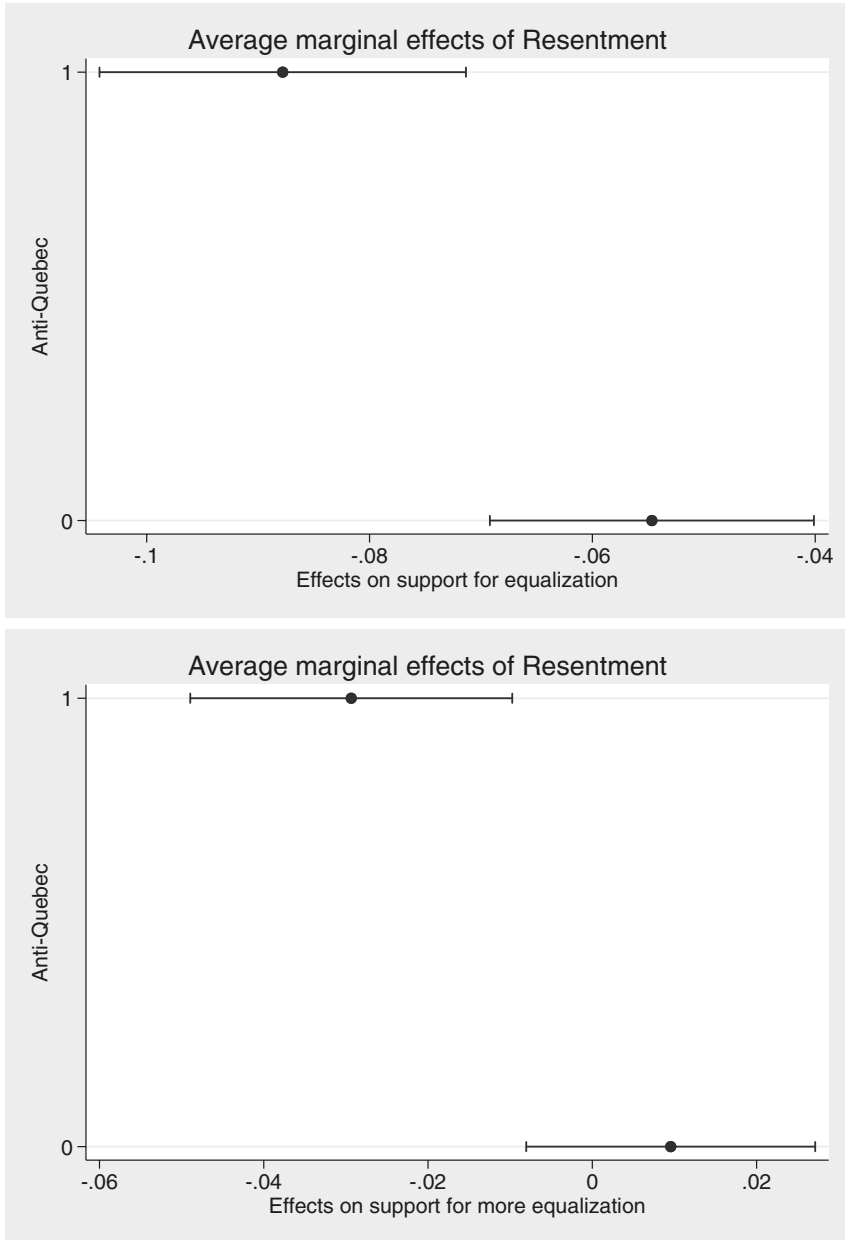 Average marginal effects of Resentment
1
Anti-Quebec
0
-.1 -.08 -.06 -.04
Effects on support for equalization
Average marginal effects of Resentment
1
Anti-Quebec
0
-.06 -.04 -.02 0 .02
Effects on support for more equalization